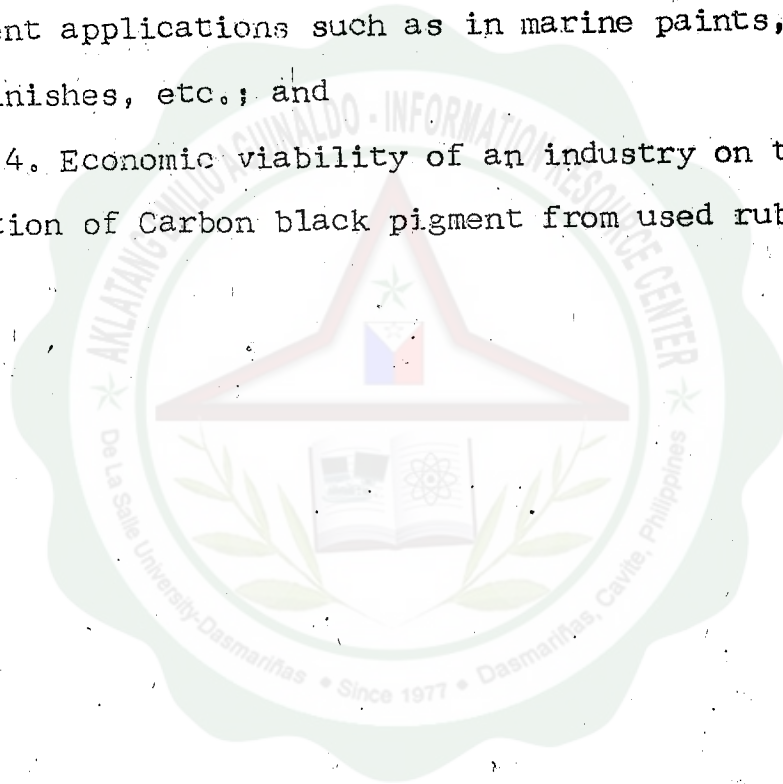 ent applications such as in marine paints,
nishes, etc.; and
4. Economic viability of an industry on t
tion of Carbon black pigment from used rub
AKLATANG EMILIO AGUINALDO - INFORMATION RESOURCE CENTER
De La Salle University-Dasmariñas • Since 1977 • Dasmariñas, Cavite, Philippines